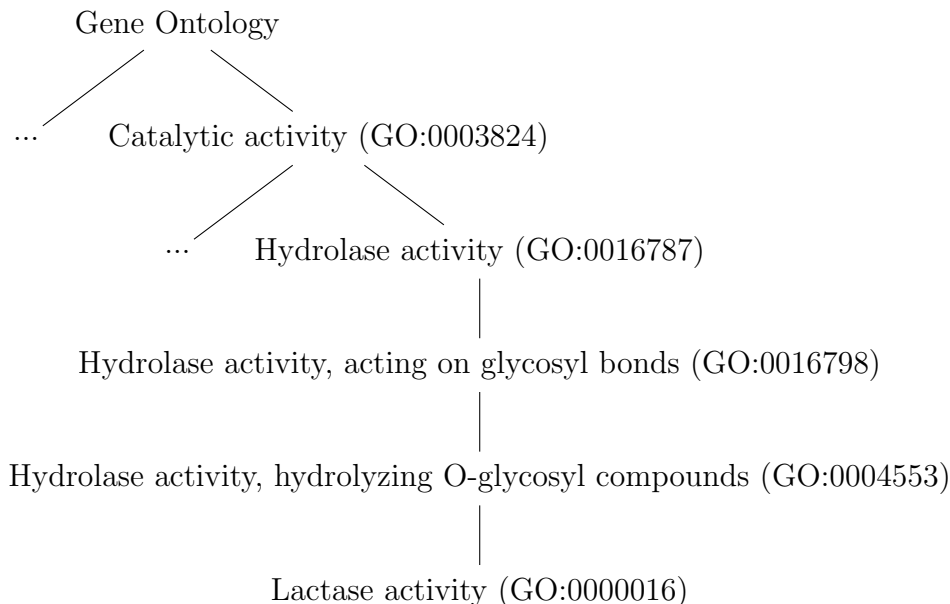 Gene Ontology
... Catalytic activity (GO:0003824)
... Hydrolase activity (GO:0016787)
Hydrolase activity, acting on glycosyl bonds (GO:0016798)
Hydrolase activity, hydrolyzing O-glycosyl compounds (GO:0004553)
Lactase activity (GO:0000016)